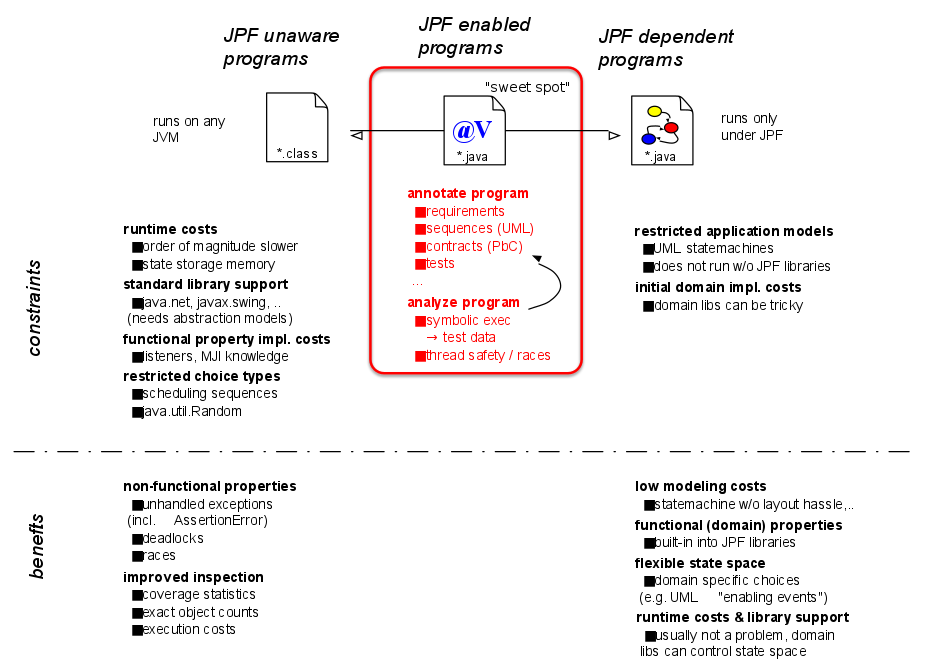 JPF unaware
programs
JPF enabled
programs
JPF dependent
programs
"sweet spot"
runs on any
JVM
*.class
@V
*.java
*.java
runs only
under JPF
constraints
runtime costs
order of magnitude slower
state storage memory
standard library support
java.net, javax.swing, ..
(needs abstraction models)
functional property impl. costs
listeners, MJI knowledge
restricted choice types
scheduling sequences
java.util.Random
annotate program
requirements
sequences (UML)
contracts (PbC)
tests
...
analyze program
symbolic exec
→ test data
thread safety / races
restricted application models
UML statemachines
does not run w/o JPF libraries
initial domain impl. costs
domain libs can be tricky
benefits
non-functional properties
unhandled exceptions
(incl. AssertionError)
deadlocks
races
improved inspection
coverage statistics
exact object counts
execution costs
low modeling costs
statemachine w/o layout hassle,..
functional (domain) properties
built-in into JPF libraries
flexible state space
domain specific choices
(e.g. UML "enabling events")
runtime costs & library support
usually not a problem, domain
libs can control state space